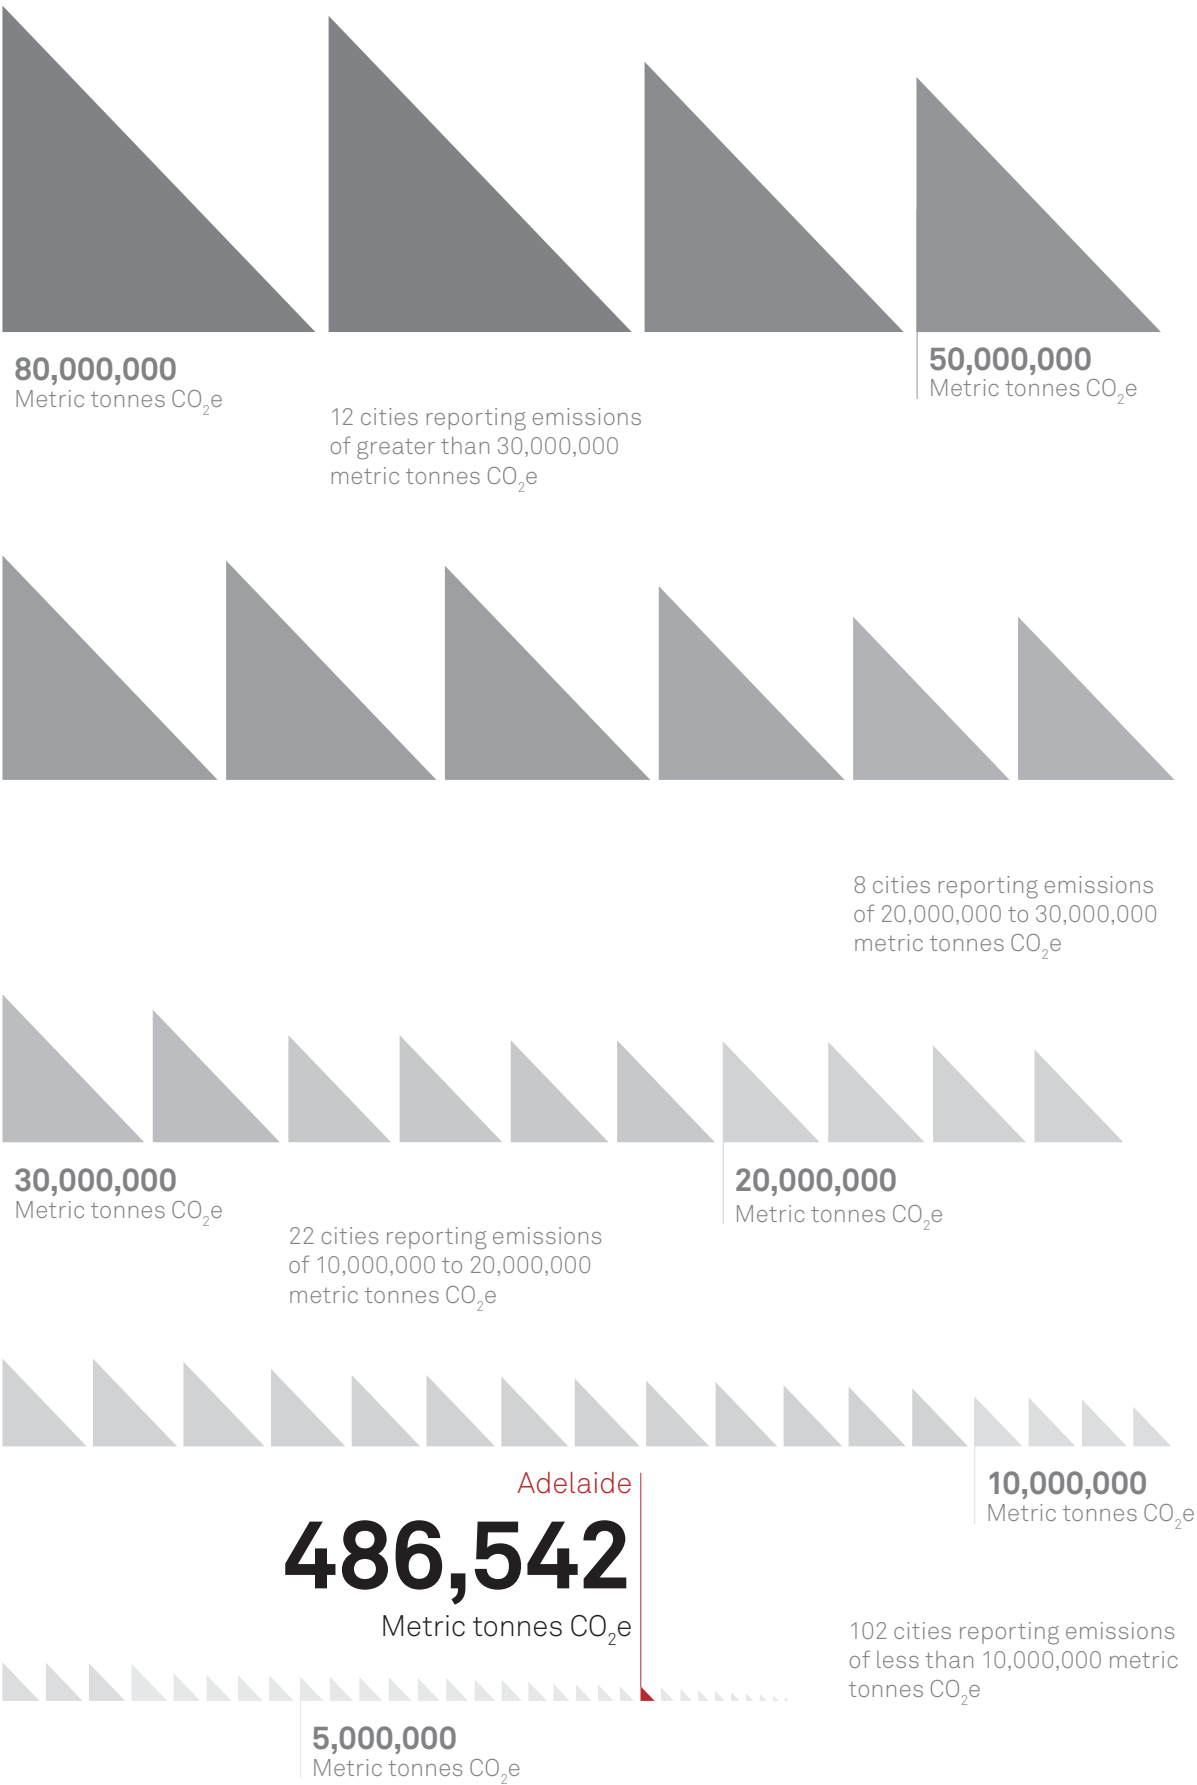 80,000,000
Metric tonnes CO₂e
50,000,000
Metric tonnes CO₂e
12 cities reporting emissions
of greater than 30,000,000
metric tonnes CO₂e
8 cities reporting emissions
of 20,000,000 to 30,000,000
metric tonnes CO₂e
30,000,000
Metric tonnes CO₂e
20,000,000
Metric tonnes CO₂e
22 cities reporting emissions
of 10,000,000 to 20,000,000
metric tonnes CO₂e
10,000,000
Metric tonnes CO₂e
Adelaide
486,542
Metric tonnes CO₂e
102 cities reporting emissions
of less than 10,000,000 metric
tonnes CO₂e
5,000,000
Metric tonnes CO₂e